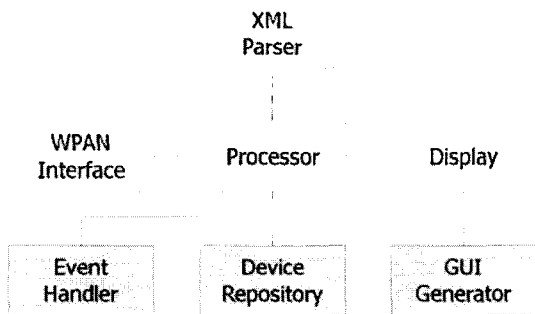 XML
Parser
WPAN
Interface
Processor
Display
Event
Handler
Device
Repository
GUI
Generator